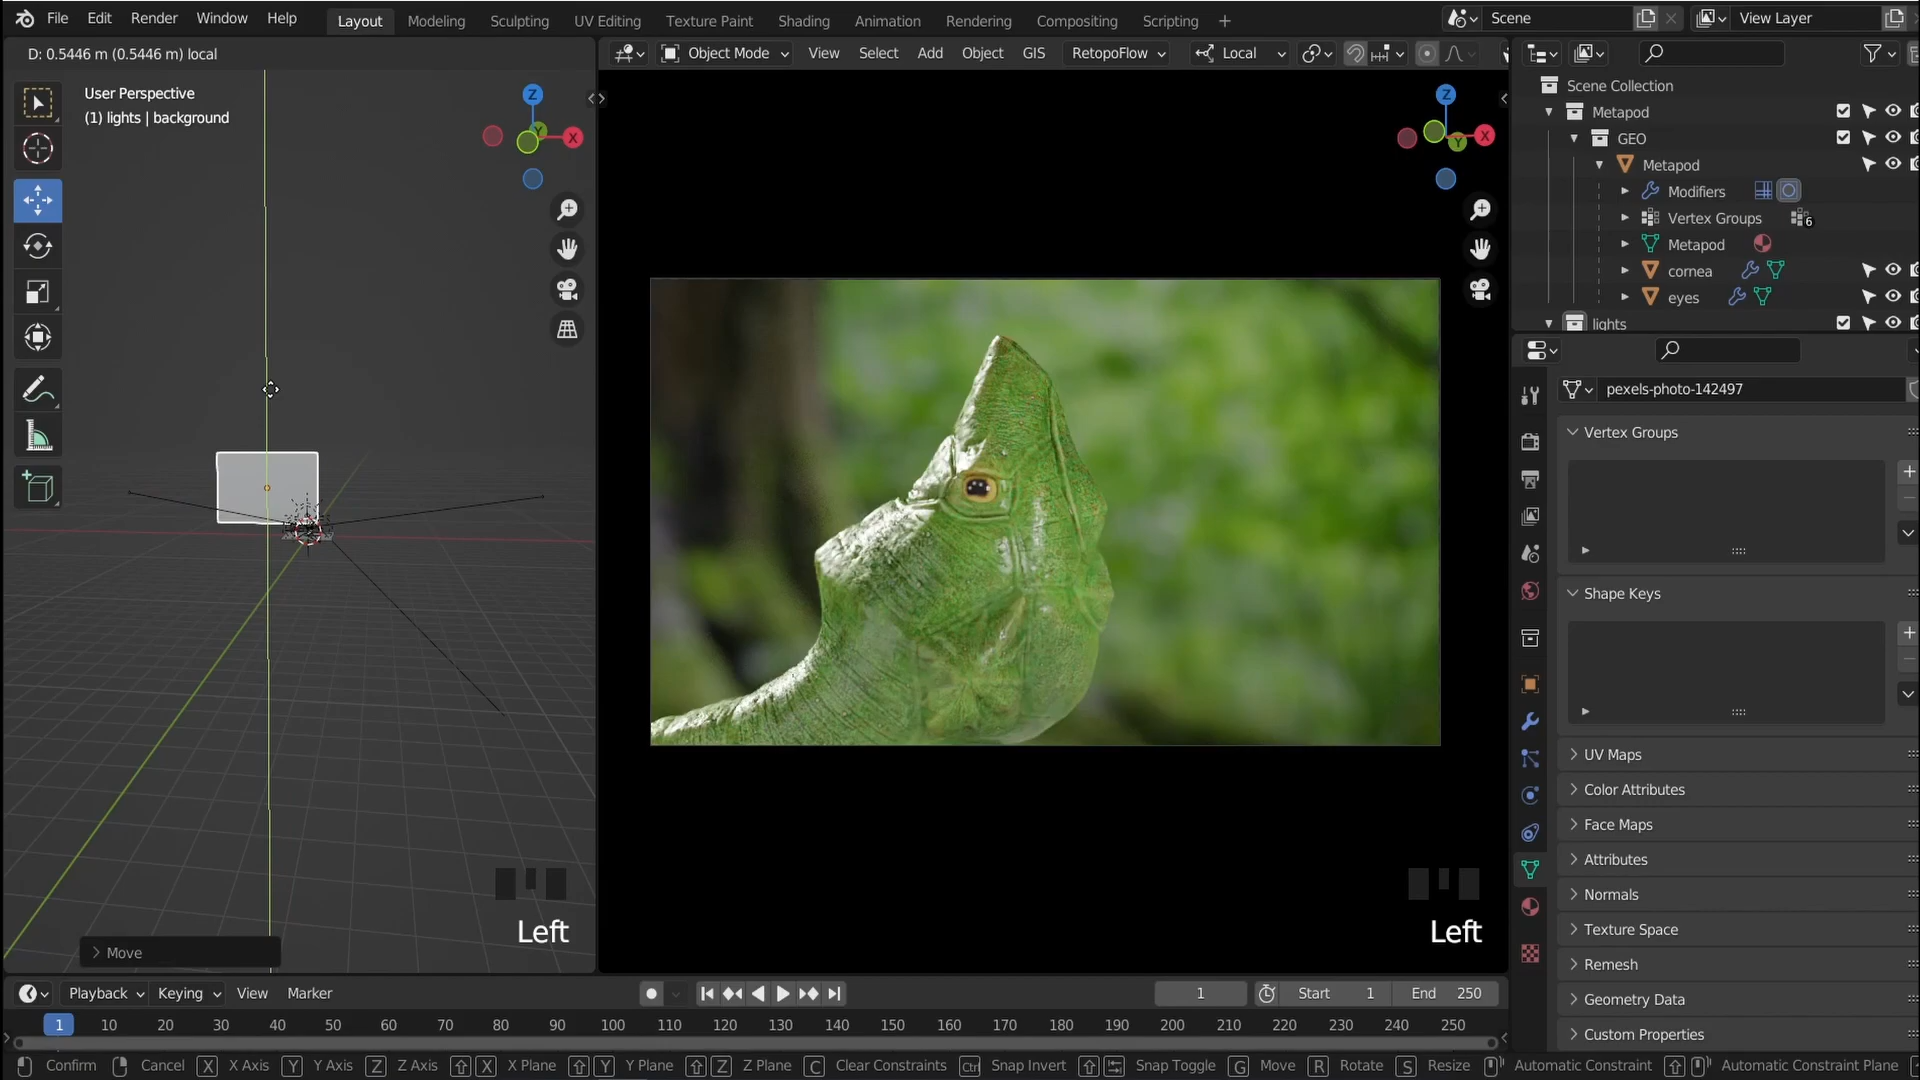 File Edit Render Window Help Layout Modeling Sculpting UV Editing Texture Paint Shading Animation Rendering Compositing Scripting + Scene View Layer
D: 0.5446 m (0.5446 m) local
Object Mode View Select Add Object GIS RetopoFlow Local
User Perspective
(1) lights | background
Z
Y
X
Z
Y
X
Scene Collection
Metapod
GEO
Metapod
Modifiers
Vertex Groups 6
Metapod
cornea
eyes
lights
pexels-photo-142497
Vertex Groups
Shape Keys
UV Maps
Color Attributes
Face Maps
Attributes
Normals
Texture Space
Remesh
Geometry Data
Custom Properties
Left
Left
Move
Playback Keying View Marker 1 Start 1 End 250
1 10 20 30 40 50 60 70 80 90 100 110 120 130 140 150 160 170 180 190 200 210 220 230 240 250
Confirm Cancel X X Axis Y Y Axis Z Z Axis X X Plane Y Y Plane Z Z Plane C Clear Constraints Ctrl Snap Invert Snap Toggle G Move R Rotate S Resize Automatic Constraint Automatic Constraint Plane